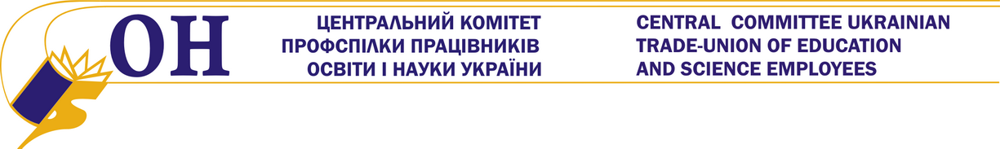 ОН
ЦЕНТРАЛЬНИЙ КОМІТЕТ
ПРОФСПІЛКИ ПРАЦІВНИКІВ
ОСВІТИ І НАУКИ УКРАЇНИ
CENTRAL COMMITTEE UKRAINIAN
TRADE-UNION OF EDUCATION
AND SCIENCE EMPLOYEES